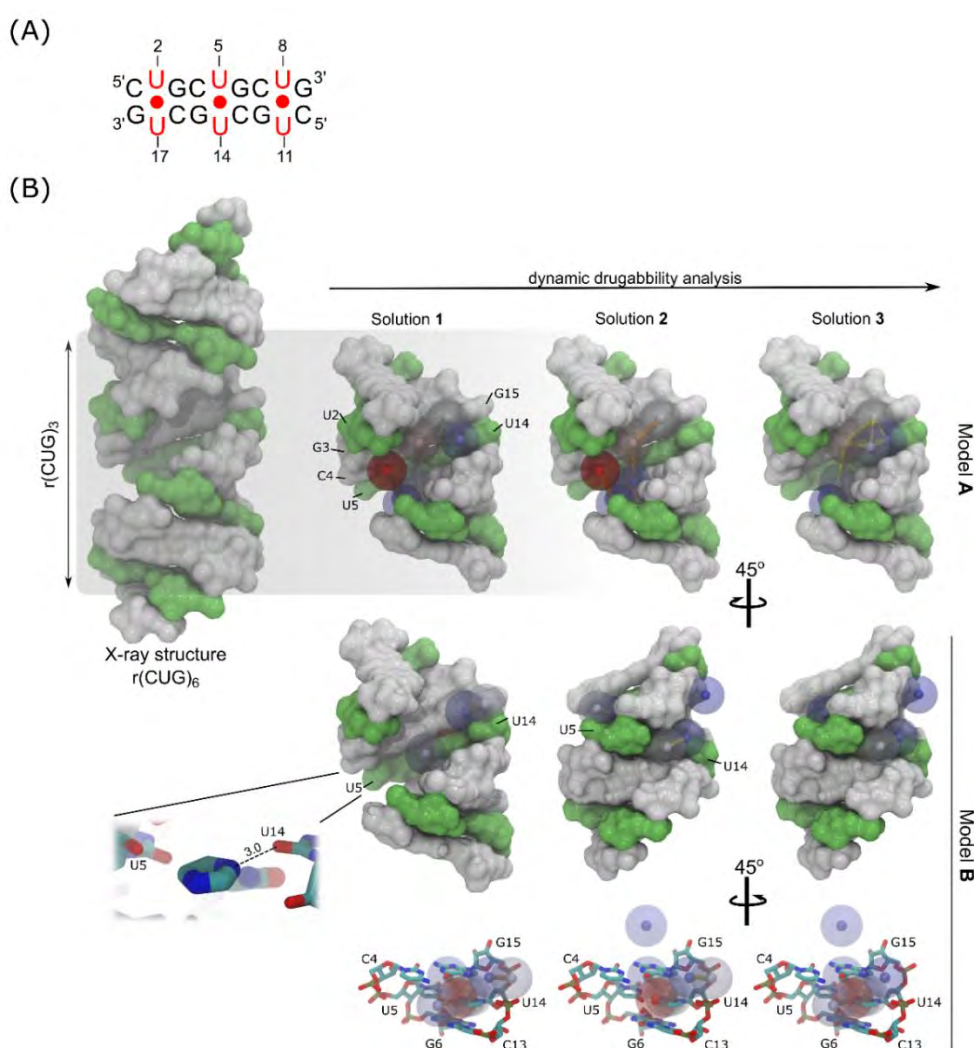 (A)
2 5 8
5' C U G C U G C U G 3'
3' G U C G U C G U C 5'
17 14 11
(B)
dynamic drugabbility analysis
Solution 1 Solution 2 Solution 3
r(CUG)3
U2
G3
C4
U5
G15
U14
Model A
45º
X-ray structure
r(CUG)6
U14
U5
U5
U14
U5
3.0
U14
45º
Model B
C4 G15 G15 C4 G15
U5 U14 U5 U14 U5 U14
G6 C13 G6 C13 G6 C13